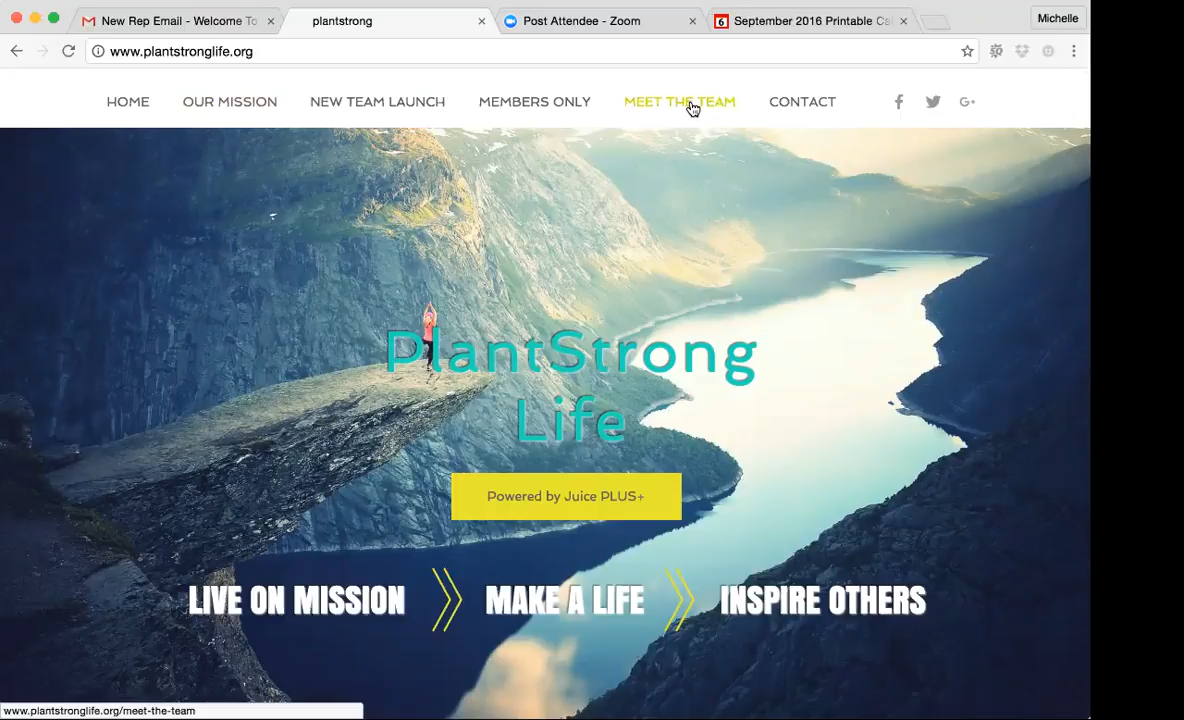 New Rep Email - Welcome To
plantstrong
Post Attendee - Zoom
6
September 2016 Printable Ca
Michelle
www.plantstronglife.org
HOME
OUR MISSION
NEW TEAM LAUNCH
MEMBERS ONLY
MEET THE TEAM
CONTACT
PlantStrong
Life
Powered by Juice PLUS+
LIVE ON MISSION
MAKE A LIFE
INSPIRE OTHERS
www.plantstronglife.org/meet-the-team